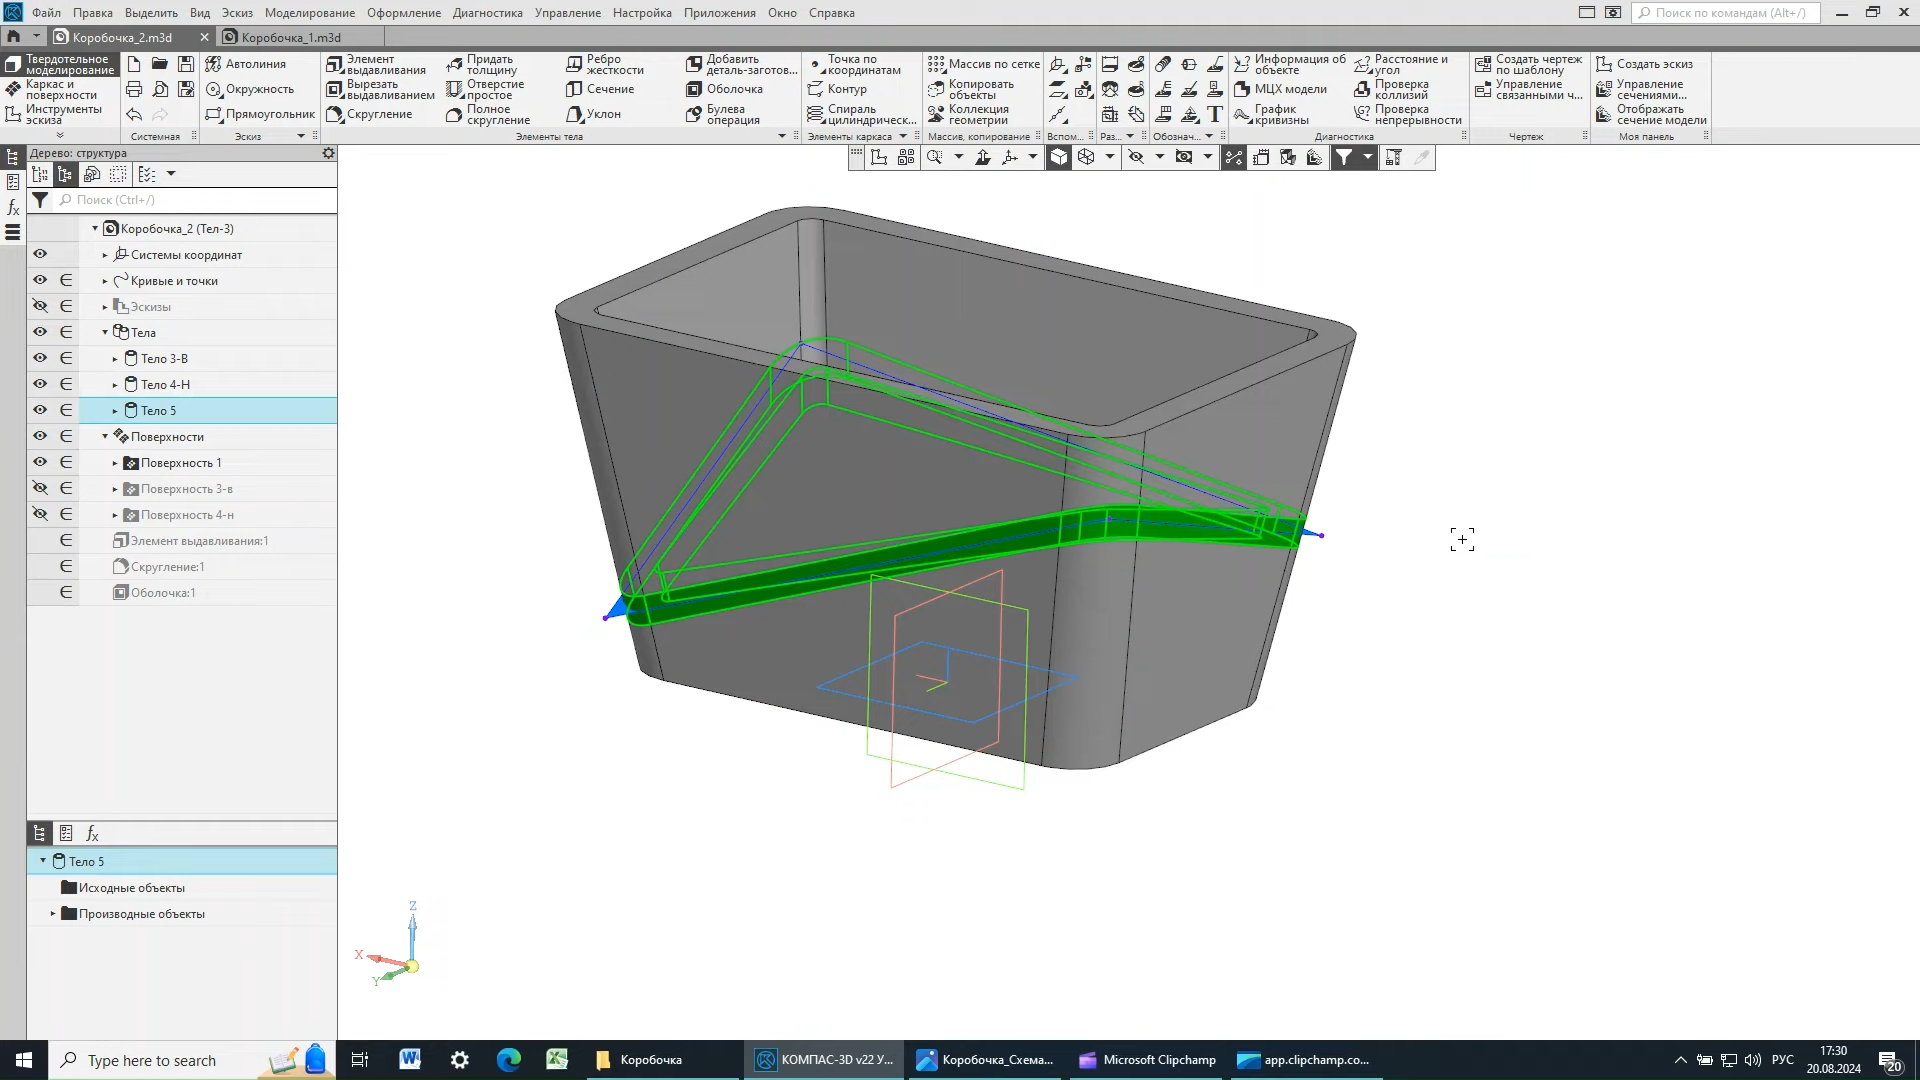 Файл Правка Выделить Вид Эскиз Моделирование Оформление Диагностика Управление Настройка Приложения Окно Справка
Поиск по командам (Alt+/)
Коробочка_2.m3d
Коробочка_1.m3d
Твердотельное моделирование
Каркас и поверхности
Инструменты эскиза
Системная
Автолиния
Окружность
Прямоугольник
Эскиз
Элемент выдавливания
Вырезать выдавливанием
Скругление
Придать толщину
Отверстие простое
Полное скругление
Ребро жесткости
Сечение
Уклон
Добавить деталь-заготов...
Оболочка
Булева операция
Элементы тела
Точка по координатам
Контур
Спираль цилиндрическ...
Элементы каркаса
Массив по сетке
Копировать объекты
Коллекция геометрии
Массив, копирование
Вспом...
Раз...
Обознач...
Информация об объекте
МЦХ модели
График кривизны
Расстояние и угол
Проверка коллизий
Проверка непрерывности
Диагностика
Создать чертеж по шаблону
Управление связанными ч...
Чертеж
Создать эскиз
Управление сечениями...
Отображать сечение модели
Моя панель
Дерево: структура
Поиск (Ctrl+/)
Коробочка_2 (Тел-3)
Системы координат
Кривые и точки
Эскизы
Тела
Тело 3-В
Тело 4-Н
Тело 5
Поверхности
Поверхность 1
Поверхность 3-в
Поверхность 4-н
Элемент выдавливания:1
Скругление:1
Оболочка:1
Тело 5
Исходные объекты
Производные объекты
Z
X
Y
Type here to search
Коробочка
КОМПАС-3D v22 У...
Коробочка_Схема...
Microsoft Clipchamp
app.clipchamp.co...
РУС
17:30
20.08.2024
20